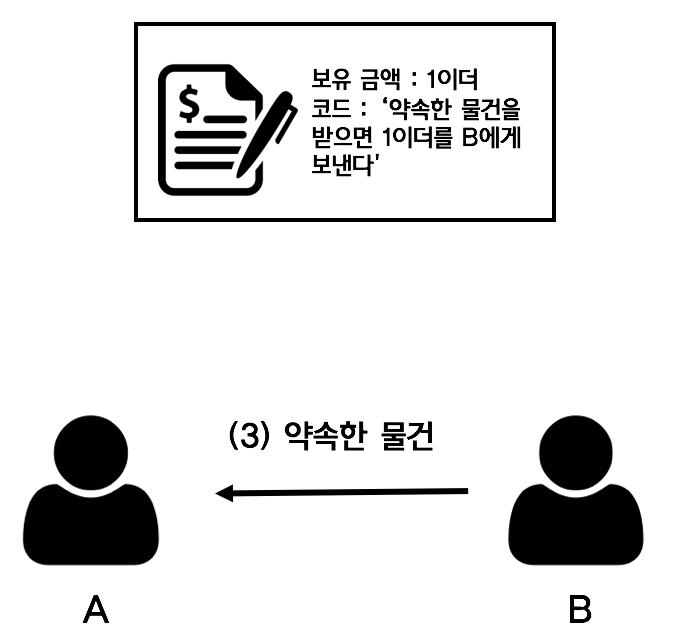 $
보유 금액 : 1이더
코드 : ‘약속한 물건을
받으면 1이더를 B에게
보낸다’
(3) 약속한 물건
A
B